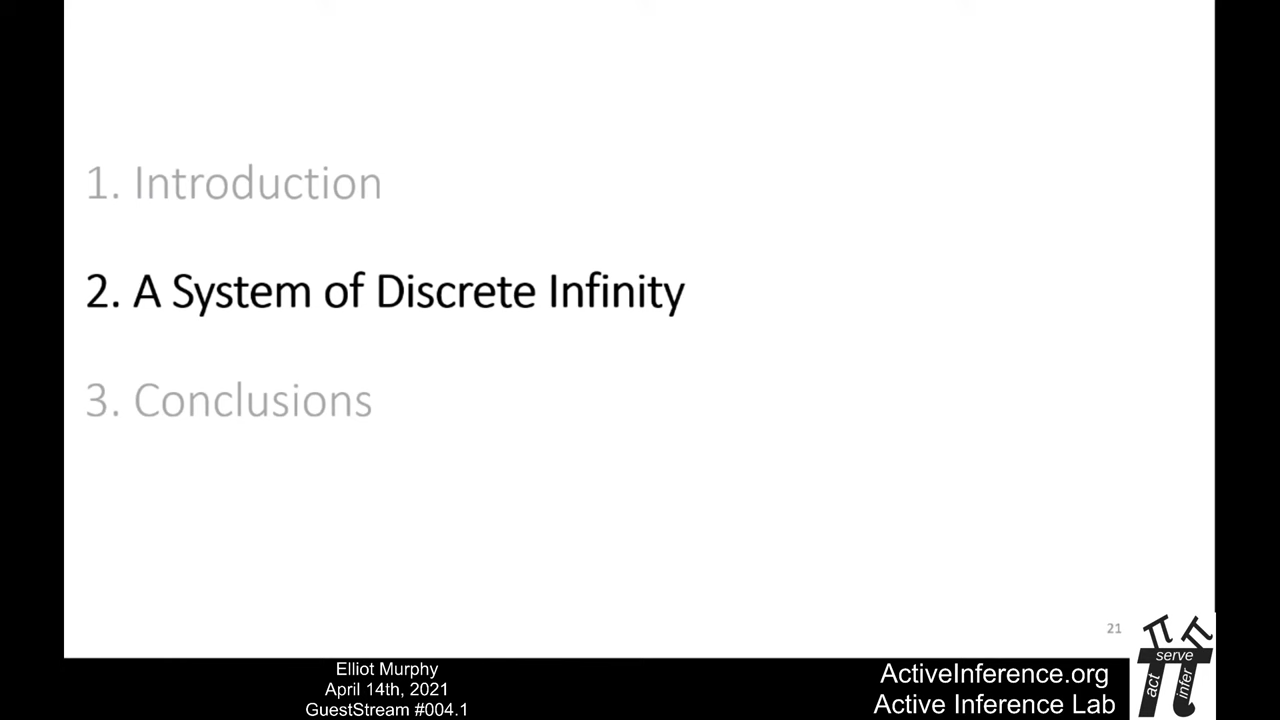 1. Introduction
2. A System of Discrete Infinity
3. Conclusions
21
serve
act
infer
Elliot Murphy
April 14th, 2021
GuestStream #004.1
ActiveInference.org
Active Inference Lab